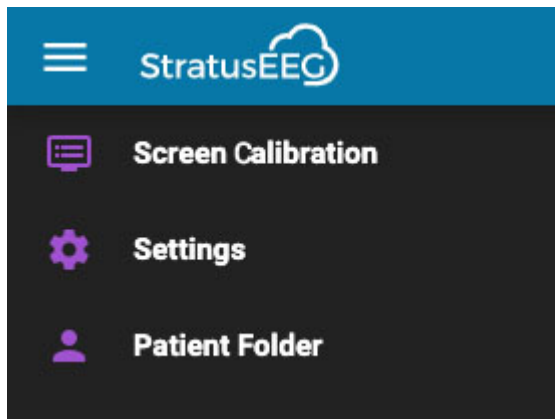 StratusEEG
Screen Calibration
Settings
Patient Folder